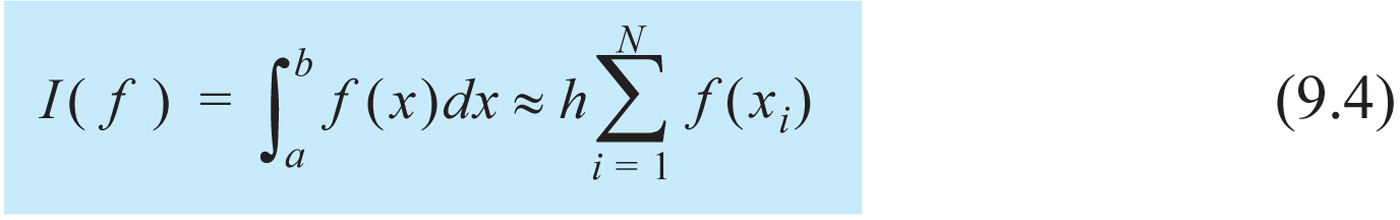 I(f) = ∫_a^b f(x)dx ≈ h ∑_{i = 1}^{N} f(x_i) (9.4)